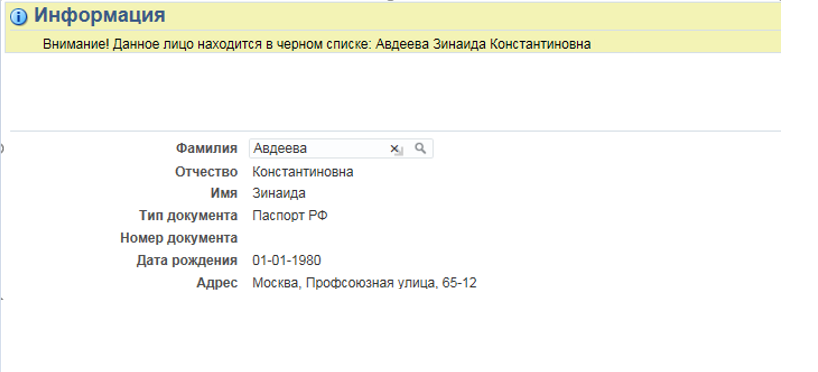 Информация
Внимание! Данное лицо находится в черном списке: Авдеева Зинаида Константиновна
Фамилия Авдеева
Отчество Константиновна
Имя Зинаида
Тип документа Паспорт РФ
Номер документа
Дата рождения 01-01-1980
Адрес Москва, Профсоюзная улица, 65-12